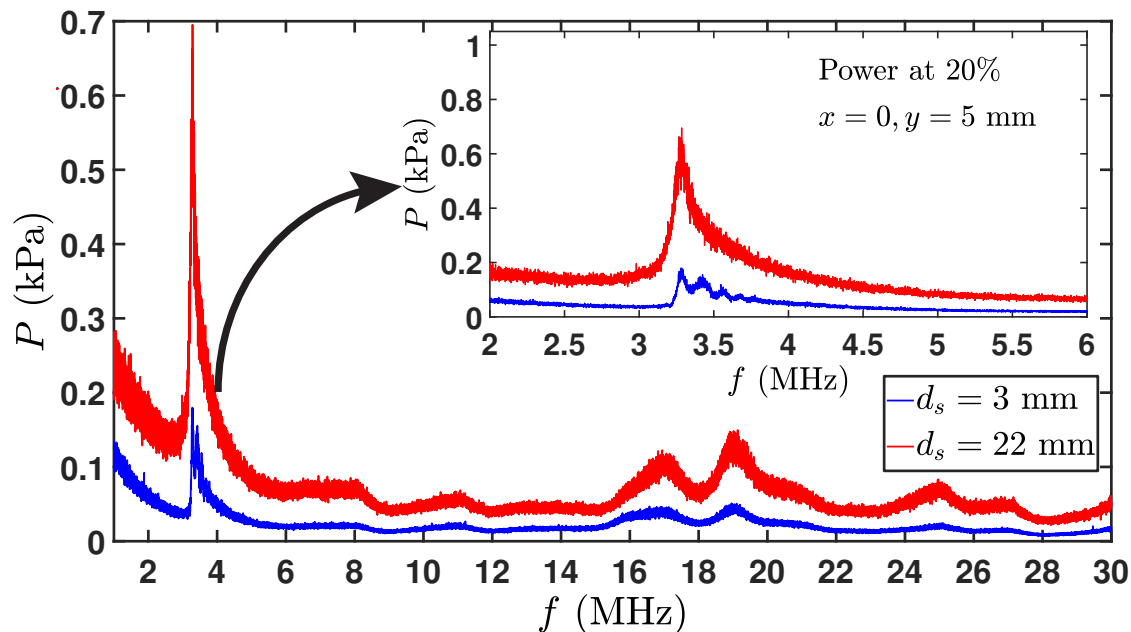 0.7
0.6
0.5
0.4
0.3
0.2
0.1
0
P (kPa)
2 4 6 8 10 12 14 16 18 20 22 24 26 28 30
f (MHz)
1
0.8
0.6
0.4
0.2
0
P (kPa)
2 2.5 3 3.5 4 4.5 5 5.5 6
f (MHz)
Power at 20%
x = 0, y = 5 mm
d_s = 3 mm
d_s = 22 mm